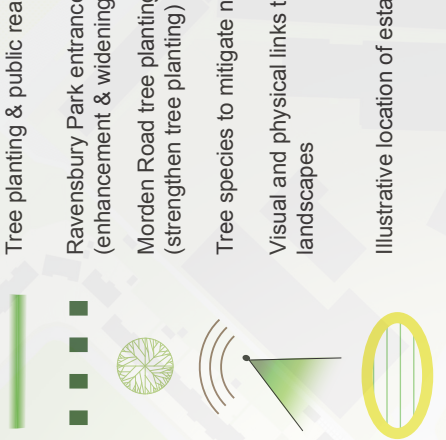 Tree planting & public rea
Ravensbury Park entrance
(enhancement & widening
Morden Road tree planting
(strengthen tree planting)
Tree species to mitigate n
Visual and physical links t
landscapes
Illustrative location of esta